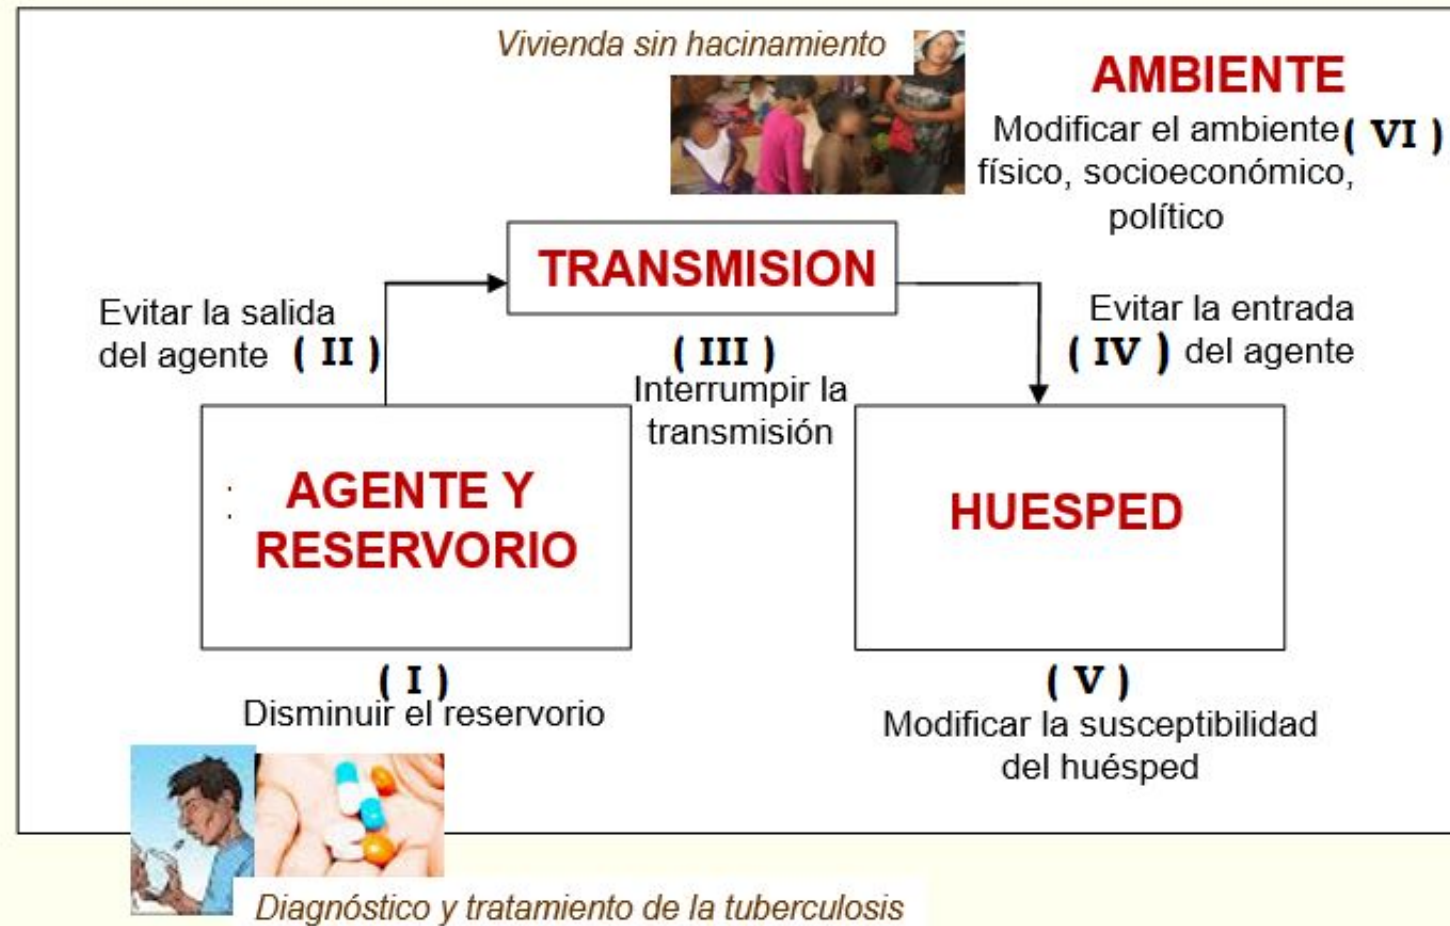 Vivienda sin hacinamiento
AMBIENTE
Modificar el ambiente ( VI )
físico, socioeconómico,
político
TRANSMISION
Evitar la salida
del agente ( II )
( III )
Interrumpir la
transmisión
Evitar la entrada
( IV ) del agente
AGENTE Y
RESERVORIO
HUESPED
( I )
Disminuir el reservorio
( V )
Modificar la susceptibilidad
del huésped
Diagnóstico y tratamiento de la tuberculosis